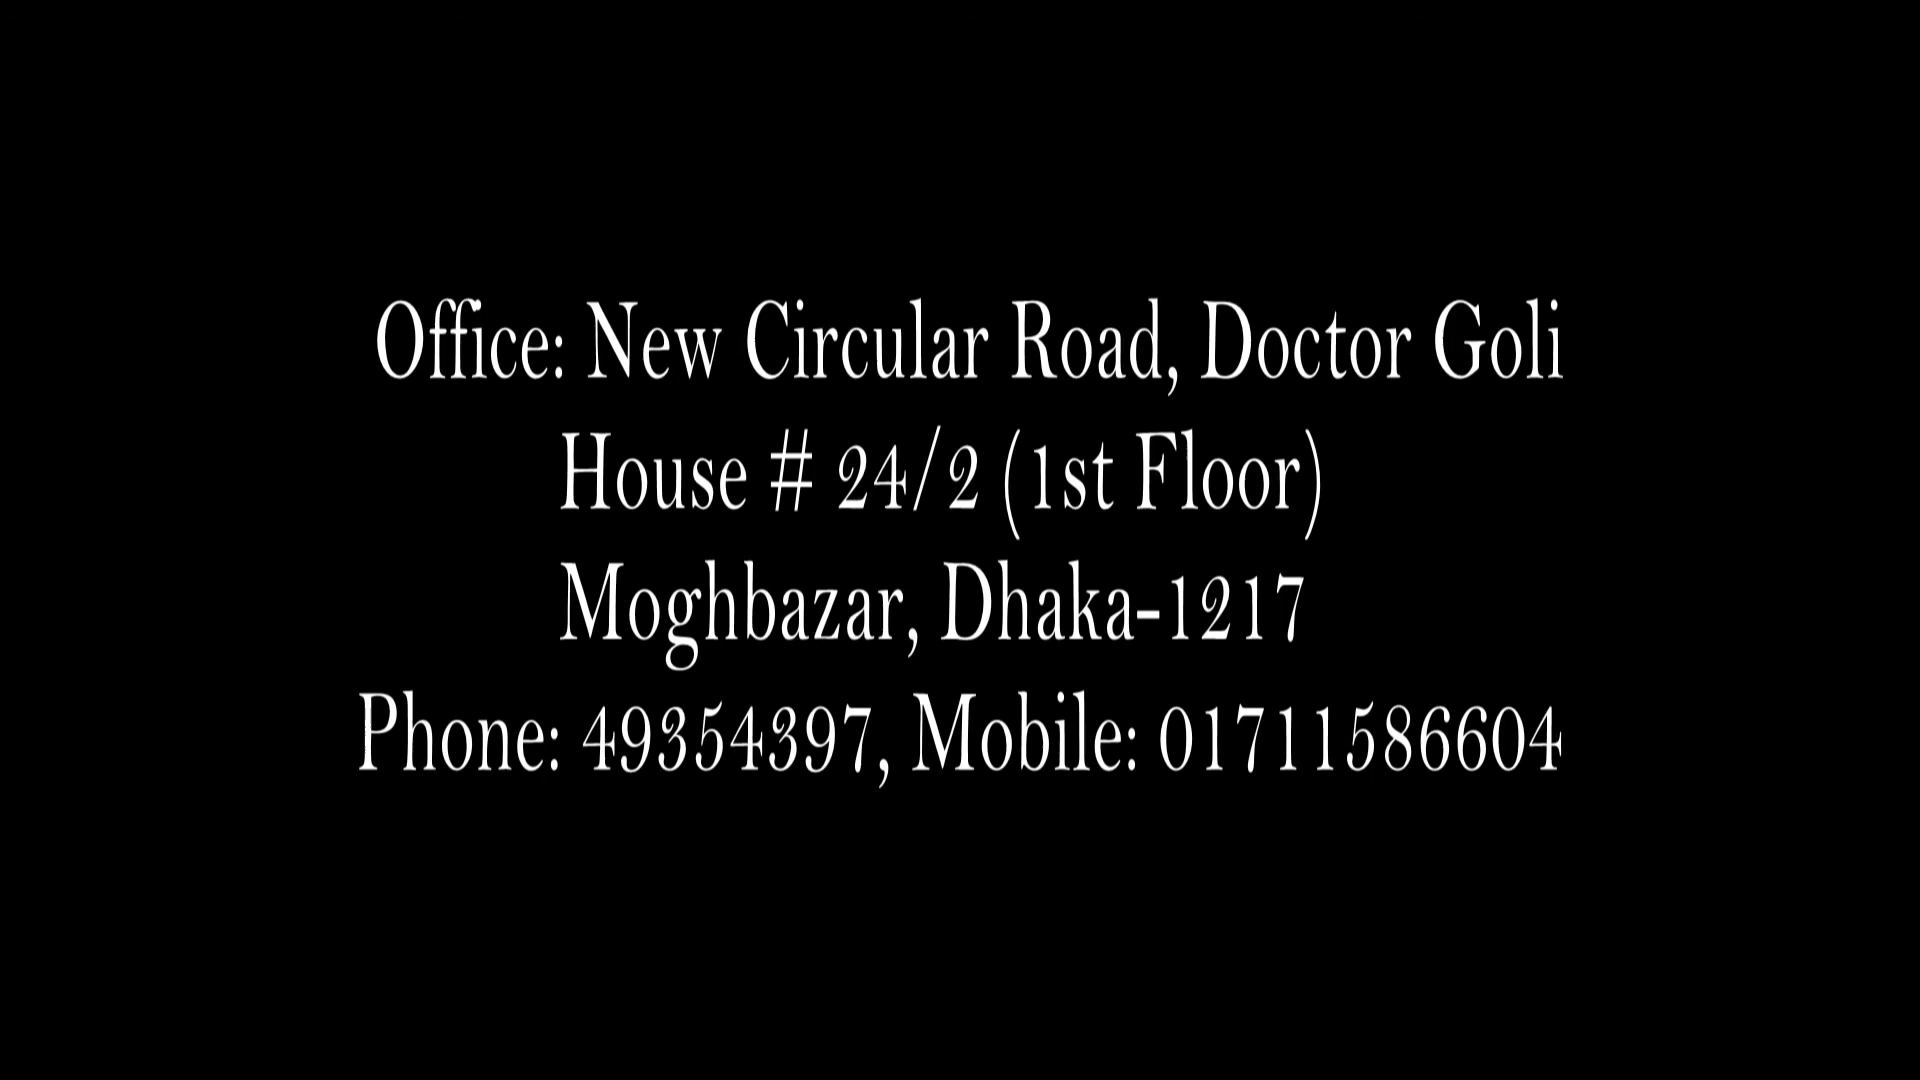 Office: New Circular Road, Doctor Goli
House # 24/2 (1st Floor)
Moghbazar, Dhaka-1217
Phone: 49354397, Mobile: 01711586604